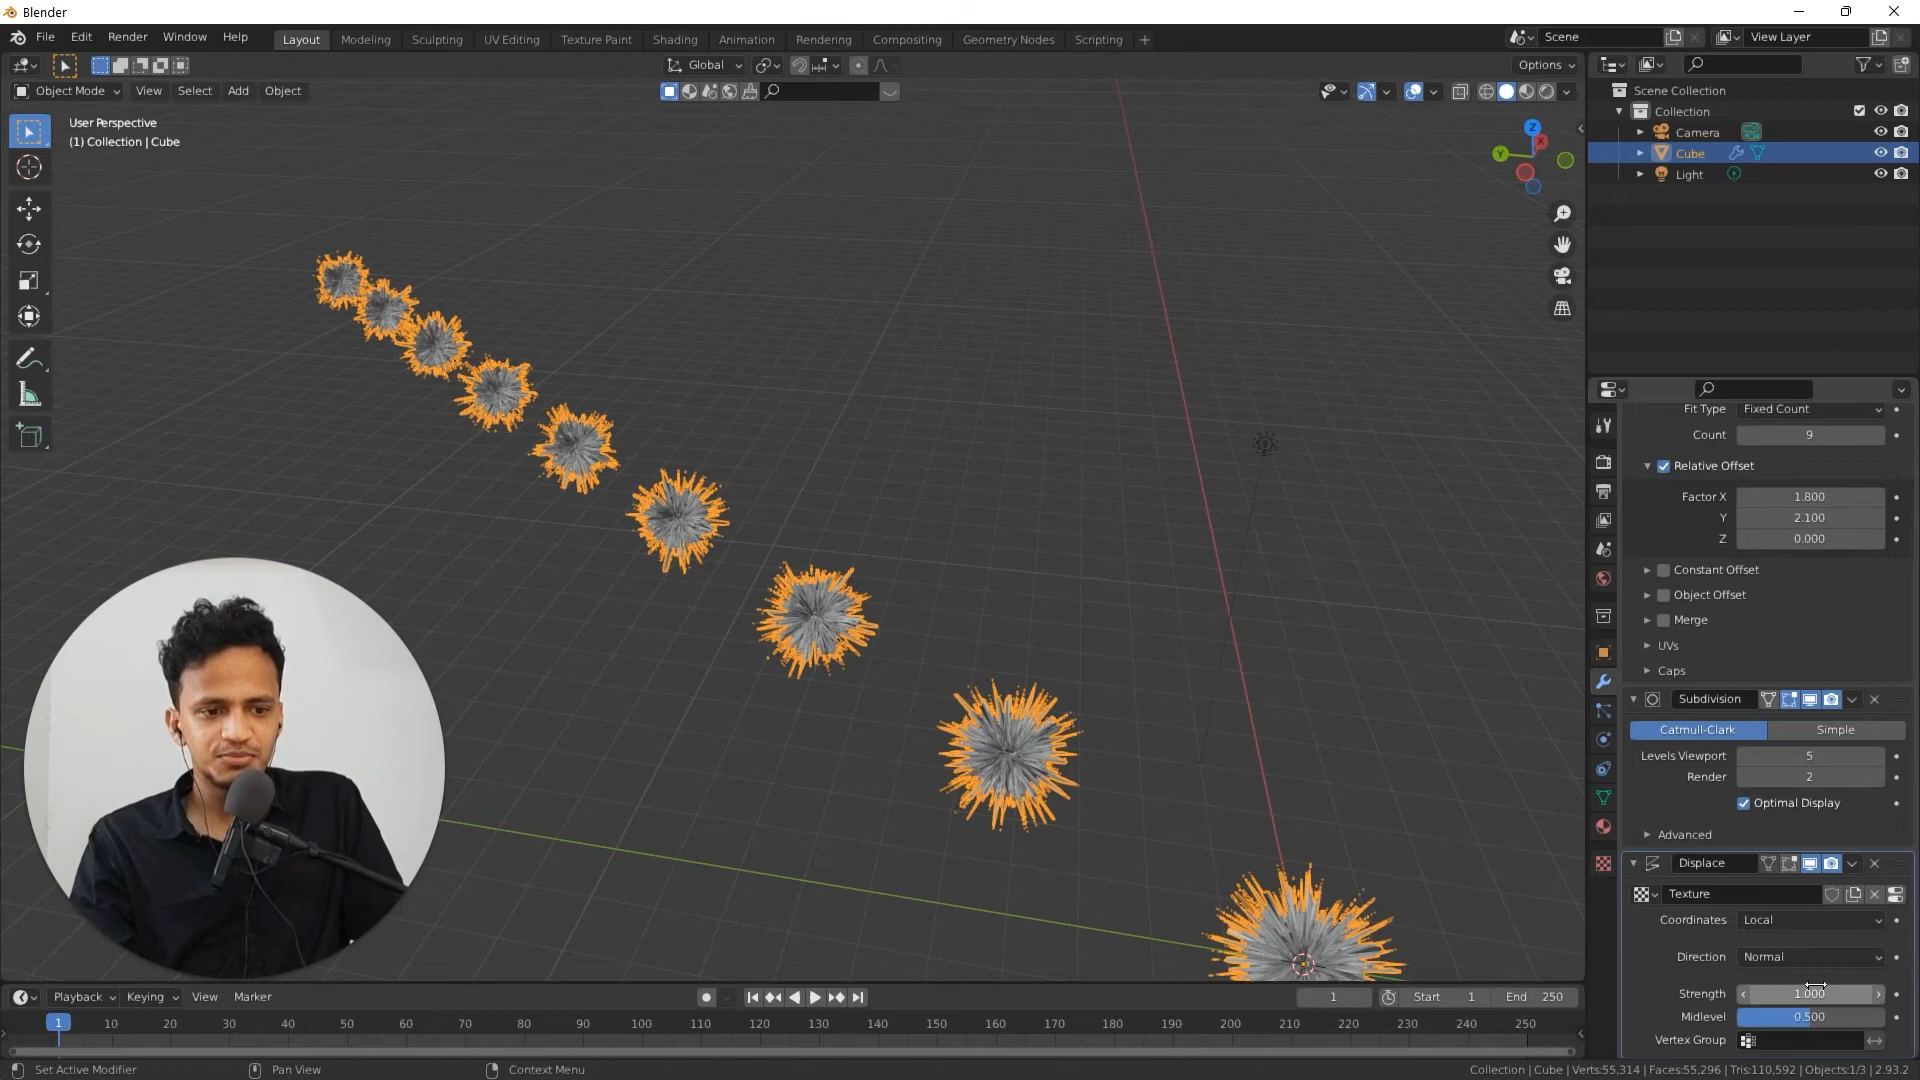 Blender
File Edit Render Window Help Layout Modeling Sculpting UV Editing Texture Paint Shading Animation Rendering Compositing Geometry Nodes Scripting + Scene View Layer
Global Options
Object Mode View Select Add Object
User Perspective
(1) Collection | Cube
Z
X
Y
Scene Collection
Collection
Camera
Cube
Light
Fit Type Fixed Count
Count 9
Relative Offset
Factor X 1.800
Y 2.100
Z 0.000
Constant Offset
Object Offset
Merge
UVs
Caps
Subdivision
Catmull-Clark Simple
Levels Viewport 5
Render 2
Optimal Display
Advanced
Displace
Texture
Coordinates Local
Direction Normal
Strength 1.000
Midlevel 0.500
Vertex Group
Playback Keying View Marker 1 Start 1 End 250
1 10 20 30 40 50 60 70 80 90 100 110 120 130 140 150 160 170 180 190 200 210 220 230 240 250
Set Active Modifier Pan View Context Menu Collection | Cube | Verts:55,314 | Faces:55,296 | Tris:110,592 | Objects:1/3 | 2.93.2